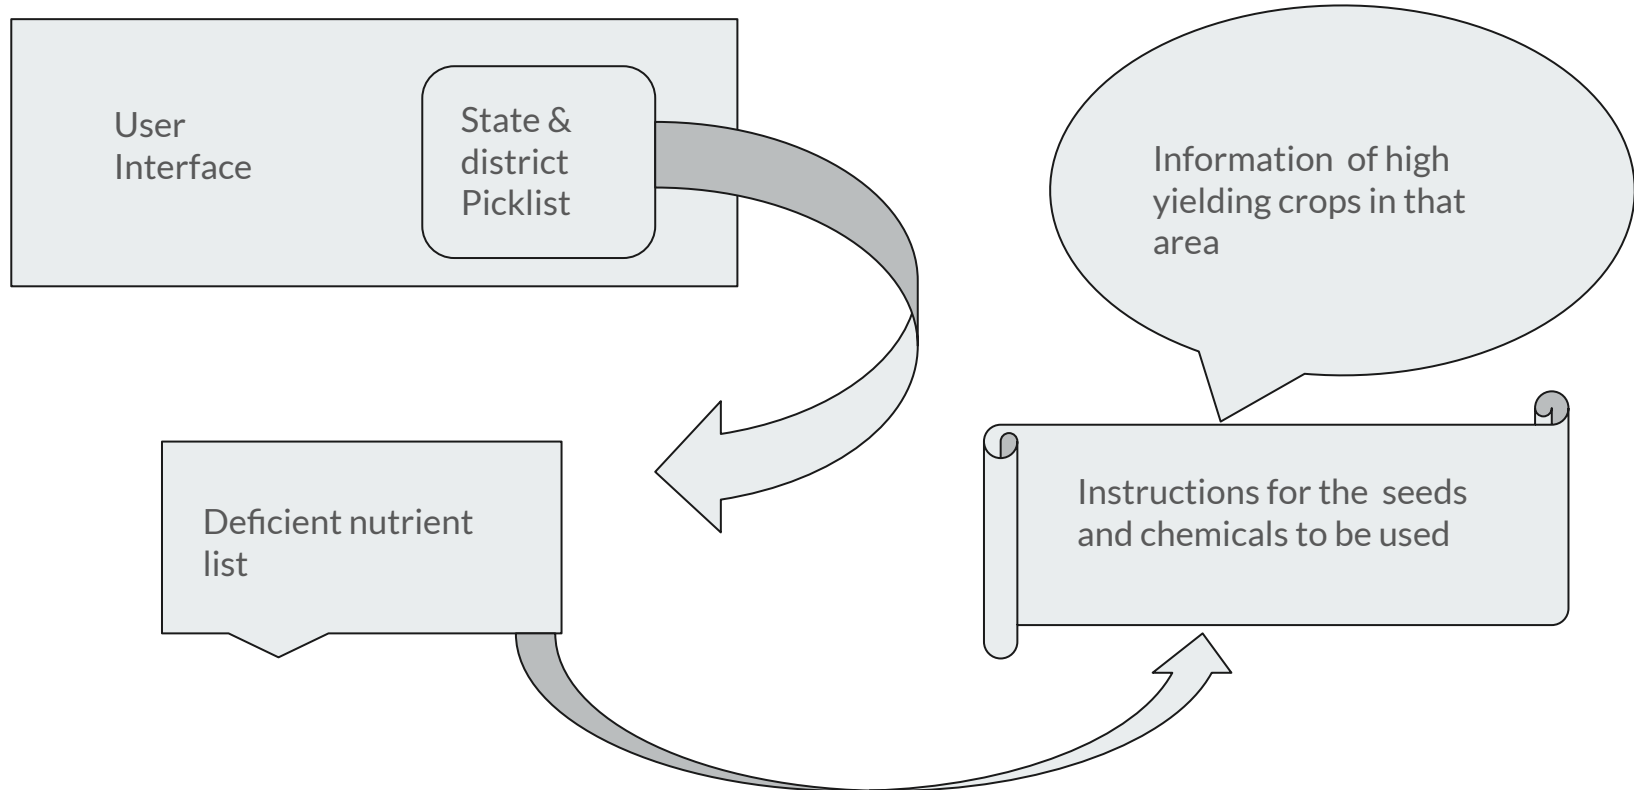 User
Interface
State &
district
Picklist
Information of high
yielding crops in that
area
Deficient nutrient
list
Instructions for the seeds
and chemicals to be used